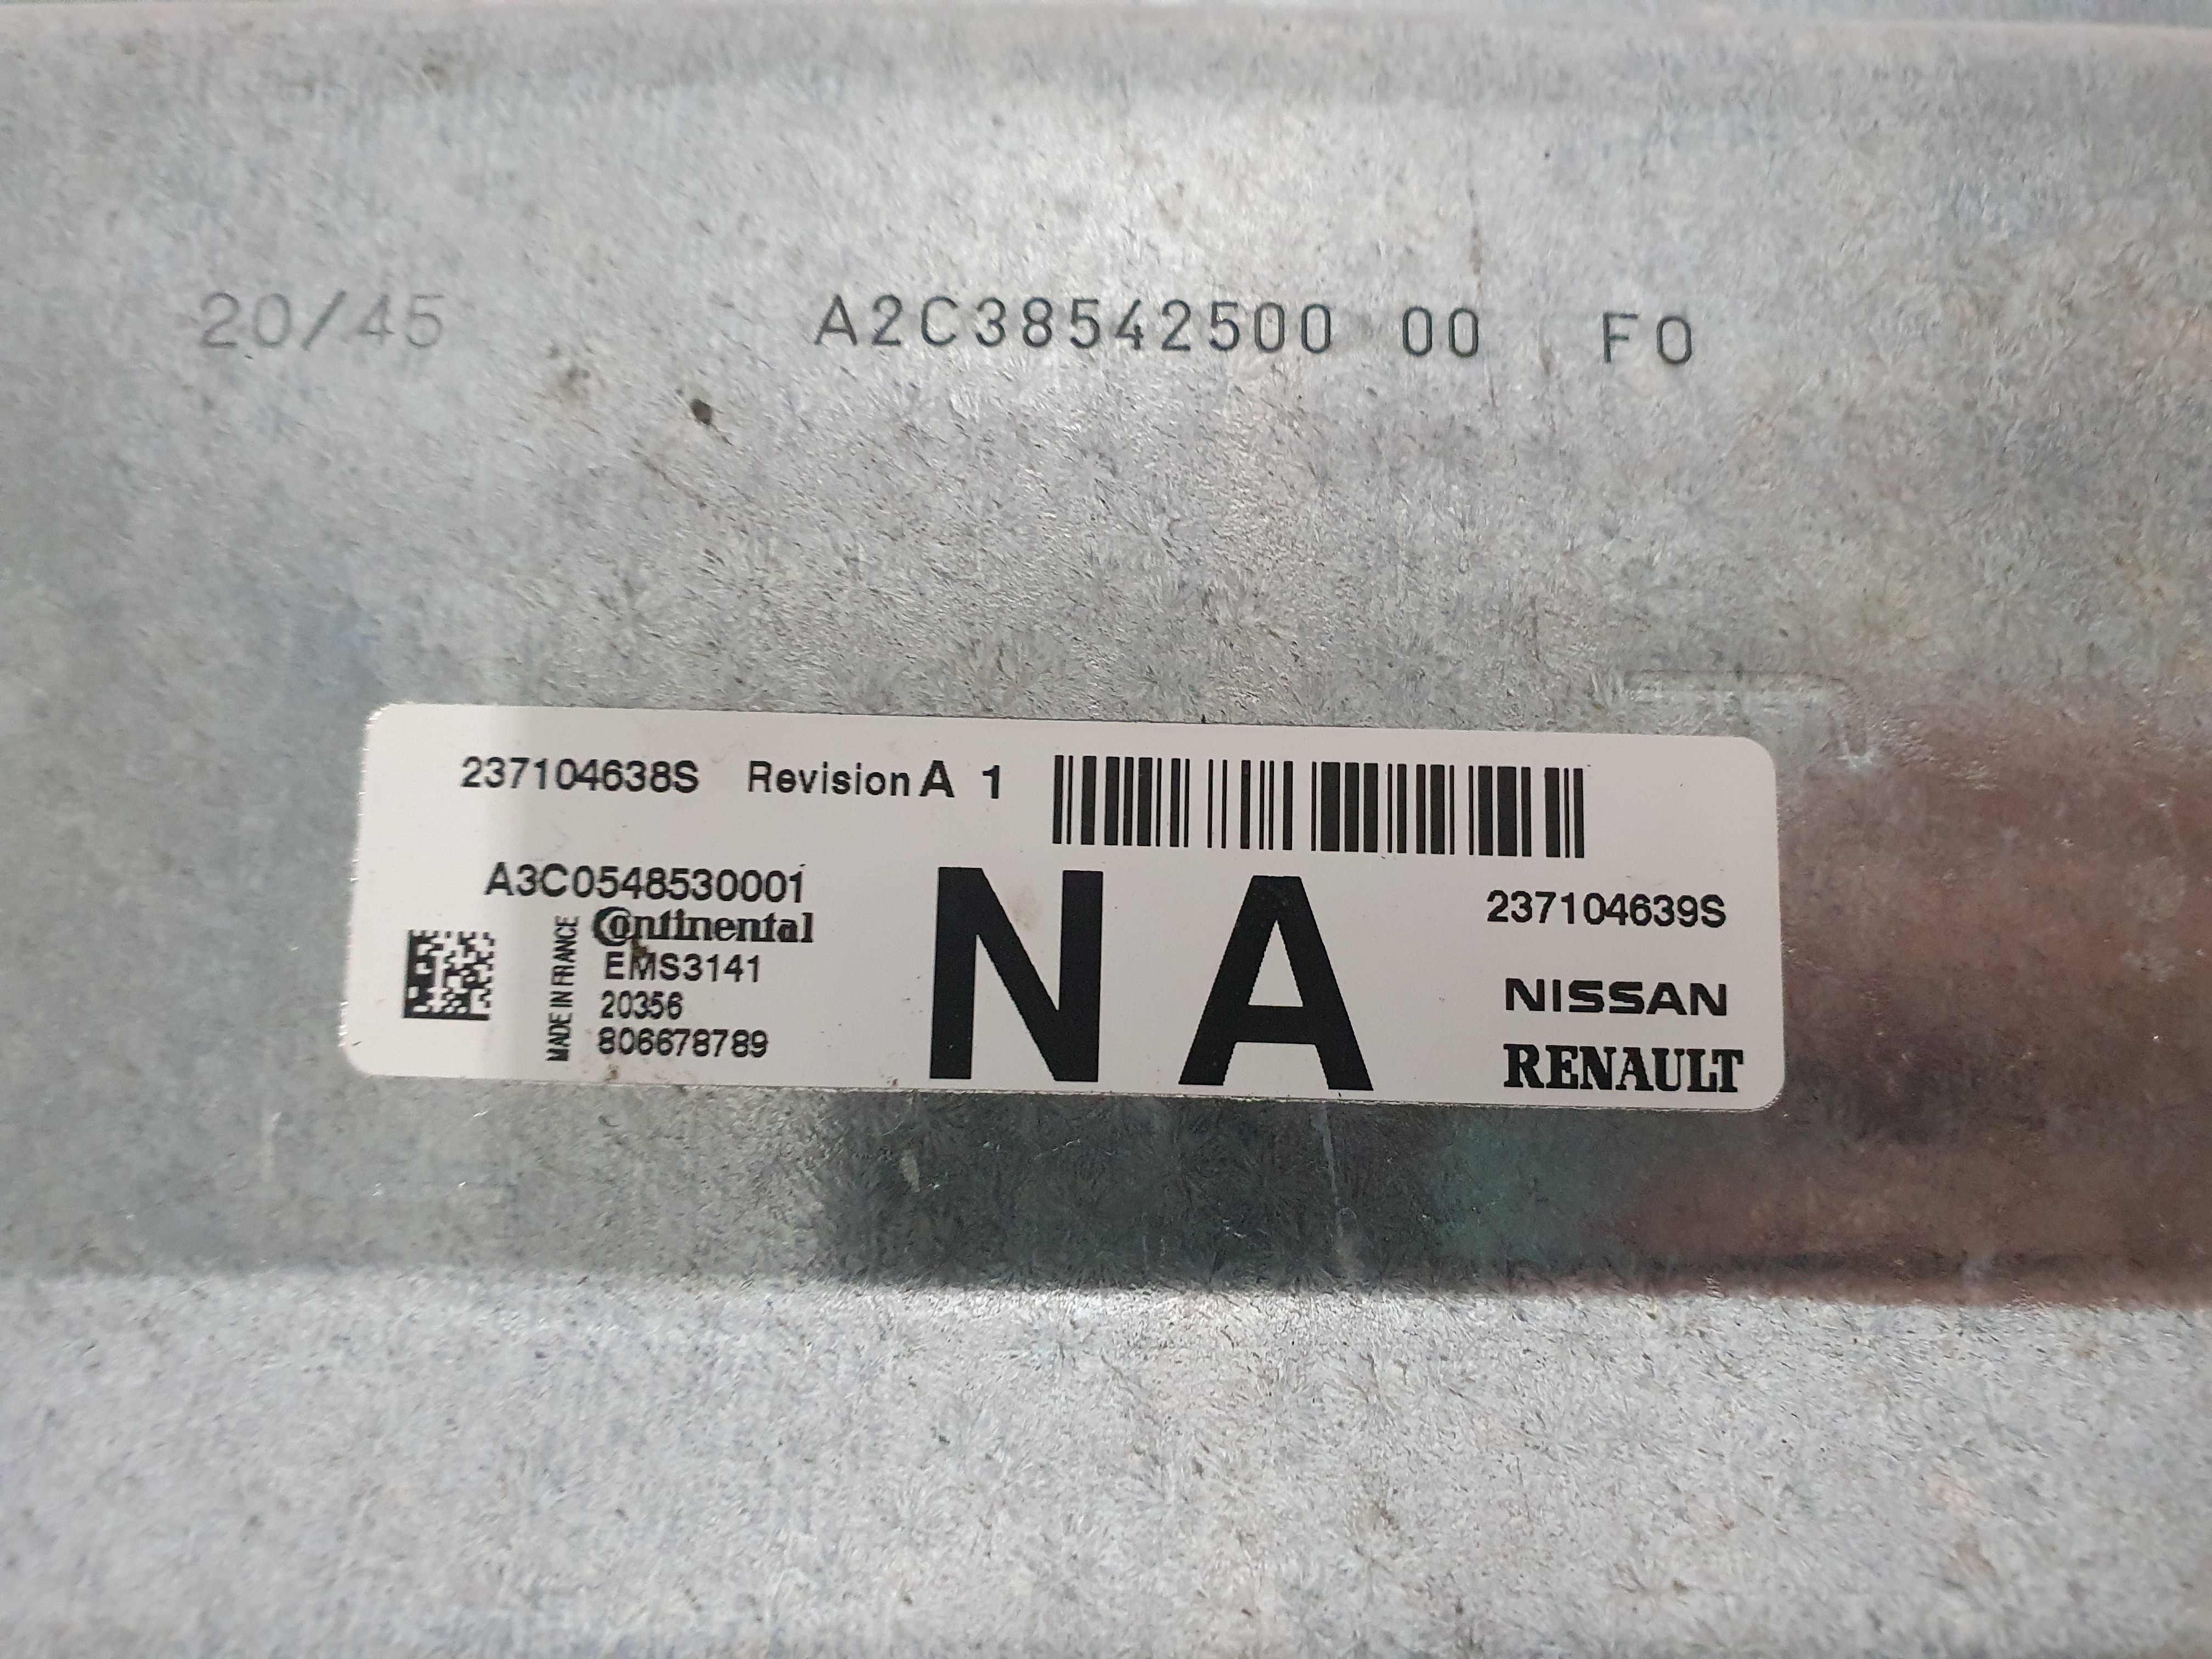 20/45 A2C38542500 00 F0
237104638S Revision A 1
A3C0548530001
Continental
MADE IN FRANCE
EMS3141
20356
806678789
NA
237104639S
NISSAN
RENAULT